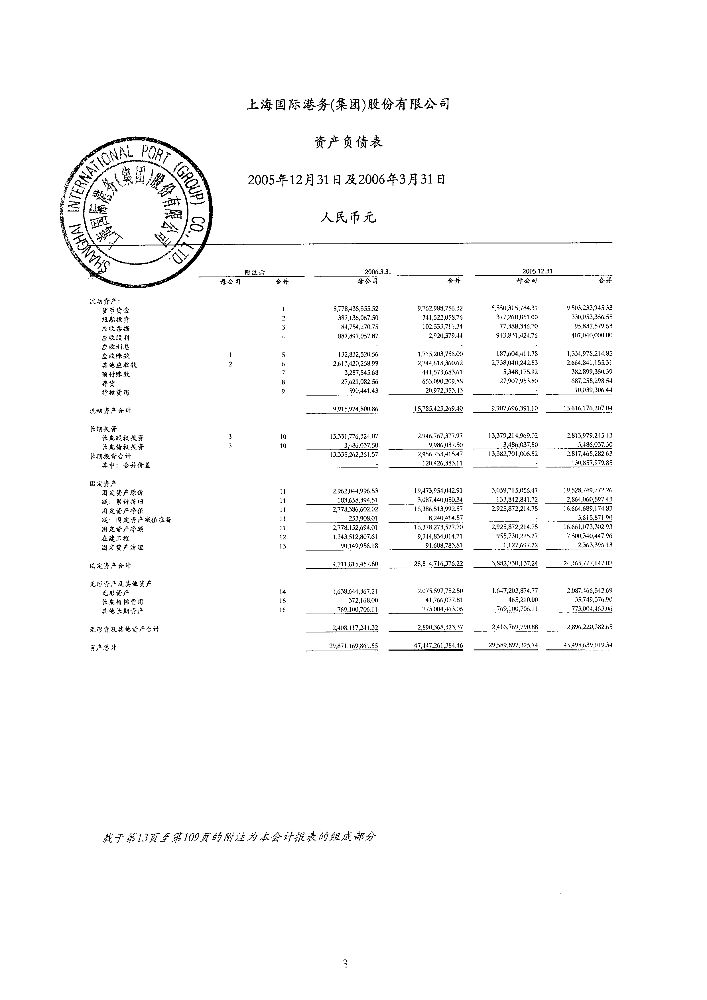 上海国际港务(集团)股份有限公司
资产负债表
2005年12月31日及2006年3月31日
人民币元
SHANGHAI INTERNATIONAL PORT (GROUP) CO., LTD.
上海国际港务(集团)股份有限公司
附注六 2006.3.31 2005.12.31
母公司 合并 母公司 合并 母公司 合并
流动资产:
货币资金 1 5,778,435,555.52 9,762,988,756.32 5,550,315,784.31 9,503,233,945.33
短期投资 2 387,136,067.50 341,522,058.76 377,260,051.00 330,053,356.55
应收票据 3 84,754,270.75 102,533,711.34 77,388,346.70 95,832,579.63
应收股利 4 887,897,057.87 2,920,379.44 943,831,424.76 407,040,000.00
应收利息 - - - -
应收账款 1 5 132,832,520.56 1,715,203,756.00 187,604,411.78 1,534,978,214.85
其他应收款 2 6 2,613,420,258.99 2,744,618,360.62 2,738,040,242.83 2,664,841,155.31
预付账款 7 3,287,545.68 441,573,683.61 5,348,175.92 382,899,350.39
存货 8 27,621,082.56 653,090,209.88 27,907,953.80 687,258,298.54
待摊费用 9 590,441.43 20,972,353.43 - 10,039,306.44
流动资产合计 9,915,974,800.86 15,785,423,269.40 9,907,696,391.10 15,616,176,207.04
长期投资
长期股权投资 3 10 13,331,776,324.07 2,946,767,377.97 13,379,214,969.02 2,813,979,245.13
长期债权投资 3 10 3,486,037.50 9,986,037.50 3,486,037.50 3,486,037.50
长期投资合计 13,335,262,361.57 2,956,753,415.47 13,382,701,006.52 2,817,465,282.63
其中: 合并价差 - 120,426,383.11 - 130,857,979.85
固定资产
固定资产原价 11 2,962,044,996.53 19,473,954,042.91 3,059,715,056.47 19,528,749,772.26
减: 累计折旧 11 183,658,394.51 3,087,440,050.34 133,842,841.72 2,864,060,597.43
固定资产净值 11 2,778,386,602.02 16,386,513,992.57 2,925,872,214.75 16,664,689,174.83
减: 固定资产减值准备 11 233,908.01 8,240,414.87 - 3,615,871.90
固定资产净额 11 2,778,152,694.01 16,378,273,577.70 2,925,872,214.75 16,661,073,302.93
在建工程 12 1,343,512,807.61 9,344,834,014.71 955,730,225.27 7,500,340,447.96
固定资产清理 13 90,149,956.18 91,608,783.81 1,127,697.22 2,363,396.13
固定资产合计 4,211,815,457.80 25,814,716,376.22 3,882,730,137.24 24,163,777,147.02
无形资产及其他资产
无形资产 14 1,638,644,367.21 2,075,597,782.50 1,647,203,874.77 2,087,466,542.69
长期待摊费用 15 372,168.00 41,766,077.81 465,210.00 35,749,376.90
其他长期资产 16 769,100,706.11 773,004,463.06 769,100,706.11 773,004,463.06
无形资及其他资产合计 2,408,117,241.32 2,890,368,323.37 2,416,769,790.88 2,896,220,382.65
资产总计 29,871,169,861.55 47,447,261,384.46 29,589,897,325.74 45,493,639,019.34
载于第13页至第109页的附注为本会计报表的组成部分
3